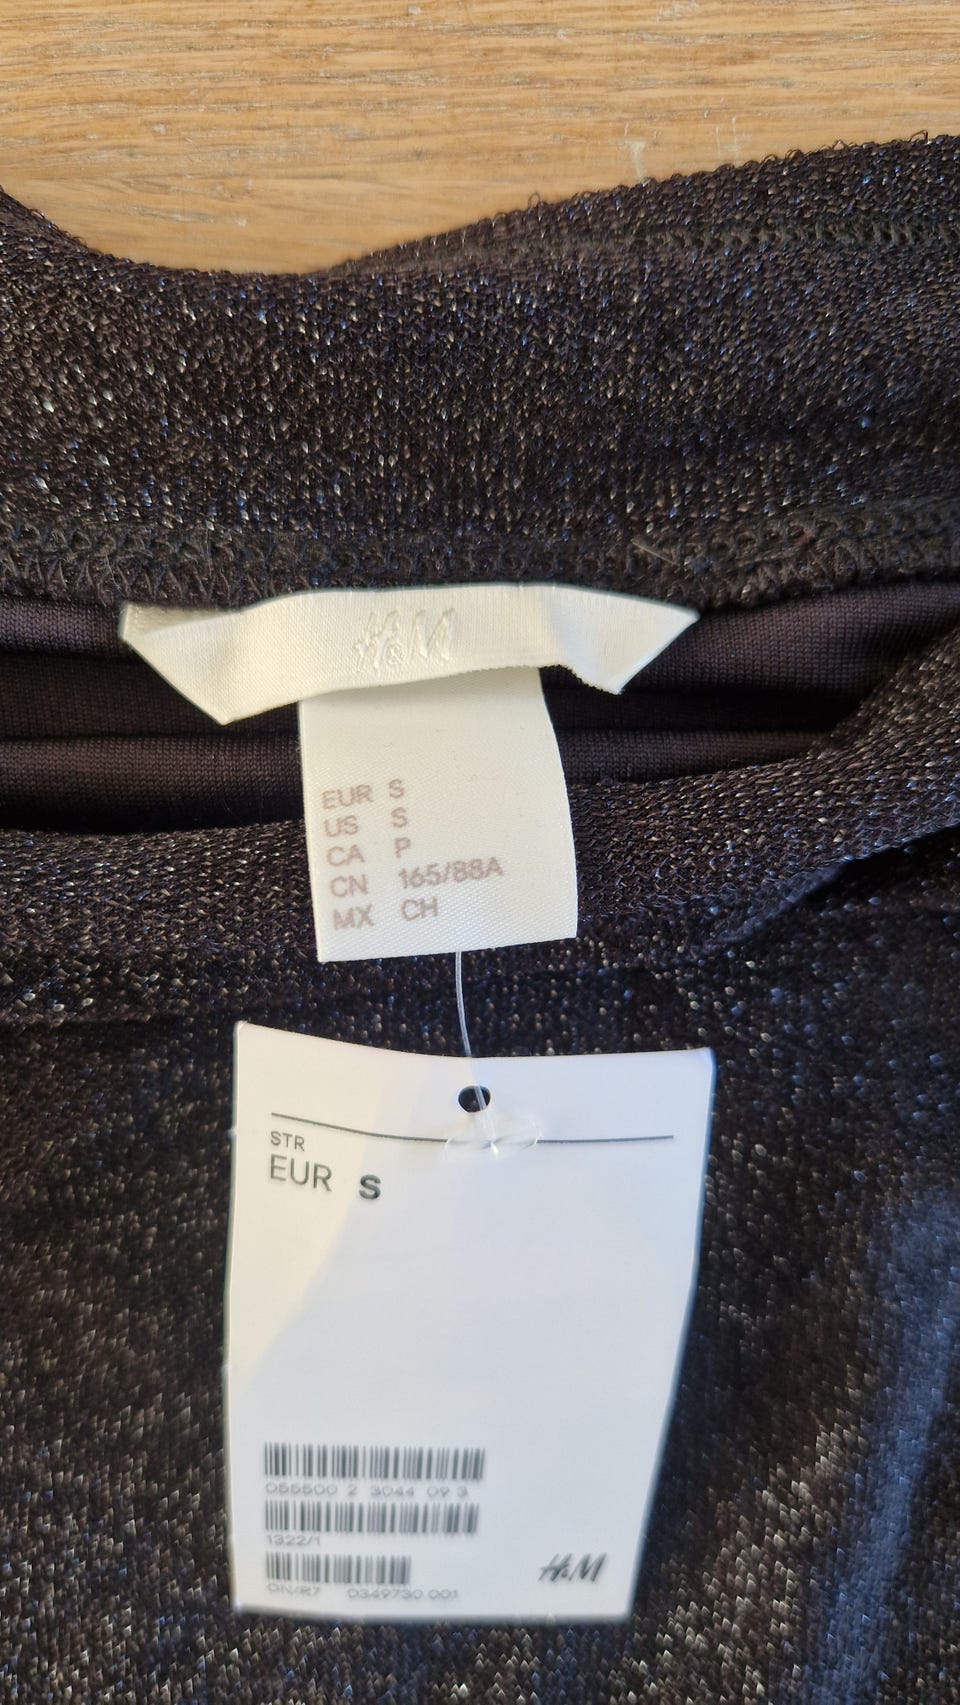 H&M
EUR S
US S
CA P
CN 165/88A
MX CH
STR
EUR S
055500 2 3044 09 3
1322/1
ON/R7 0349730 001
H&M